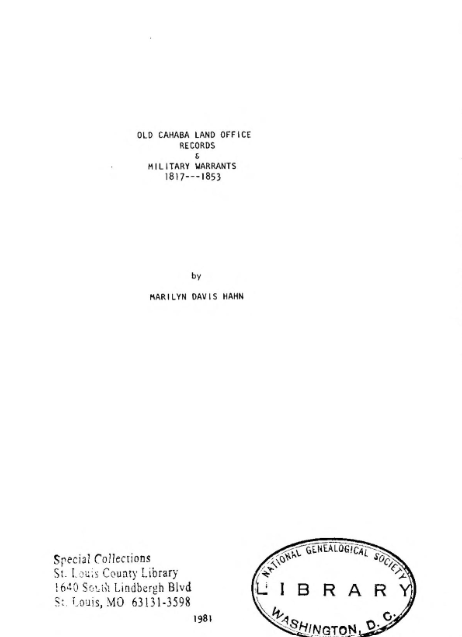 OLD CAHABA LAND OFFICE
RECORDS
&
MILITARY WARRANTS
1817---1853
by
MARILYN DAVIS HAHN
Special Collections
St. Louis County Library
1640 South Lindbergh Blvd
St. Louis, MO 63131-3598
1981
NATIONAL GENEALOGICAL SOCIETY
LIBRARY
WASHINGTON, D. C.